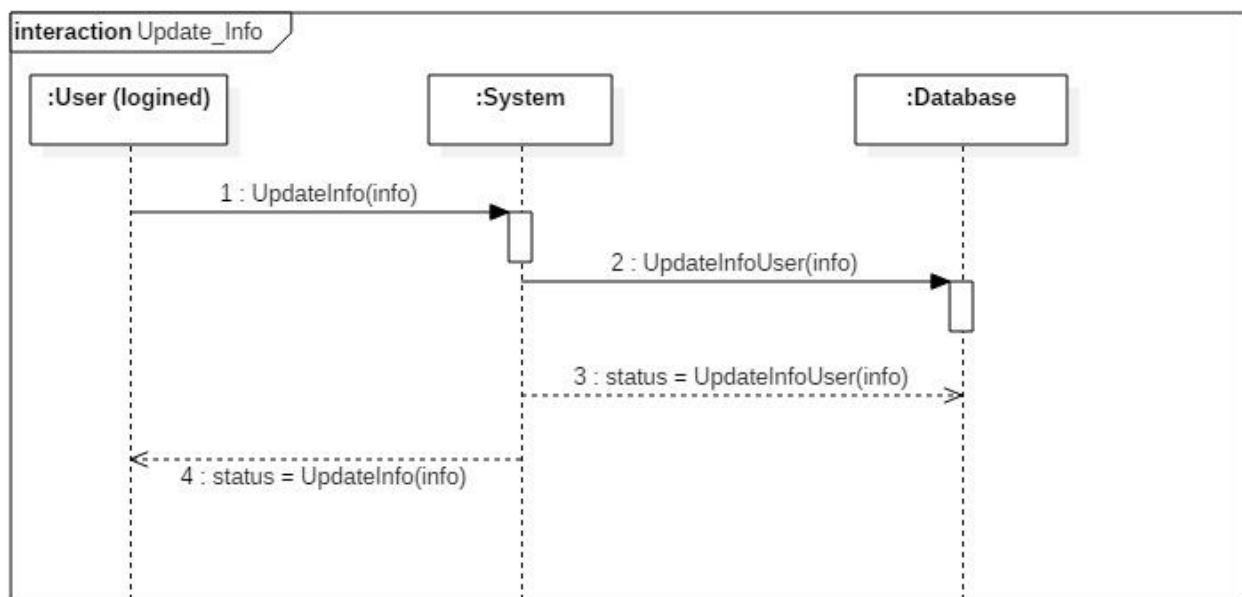 interaction Update_Info
:User (logined)
:System
:Database
1 : UpdateInfo(info)
2 : UpdateInfoUser(info)
3 : status = UpdateInfoUser(info)
4 : status = UpdateInfo(info)